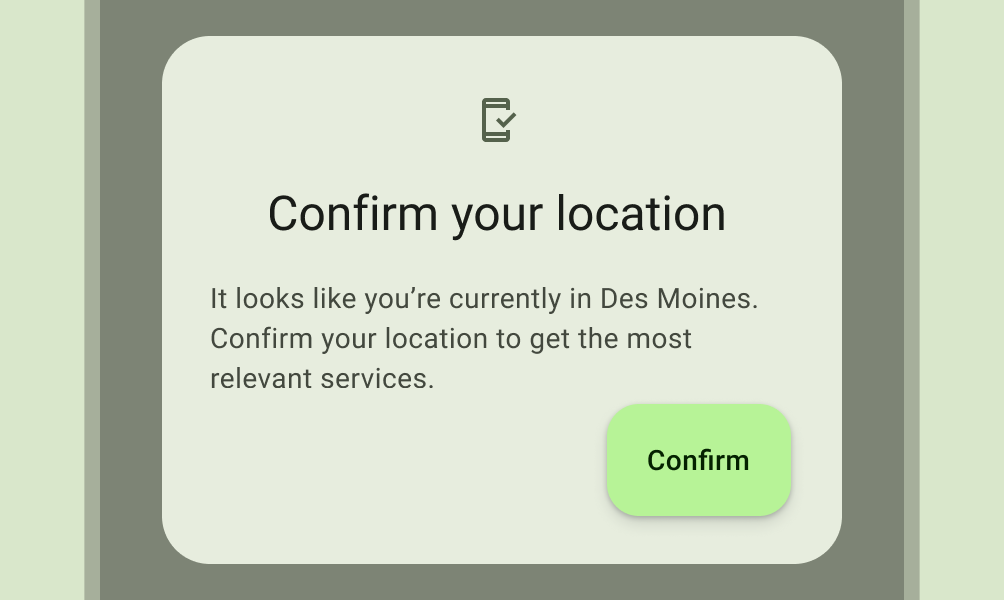 Confirm your location
It looks like you’re currently in Des Moines.
Confirm your location to get the most
relevant services.
Confirm